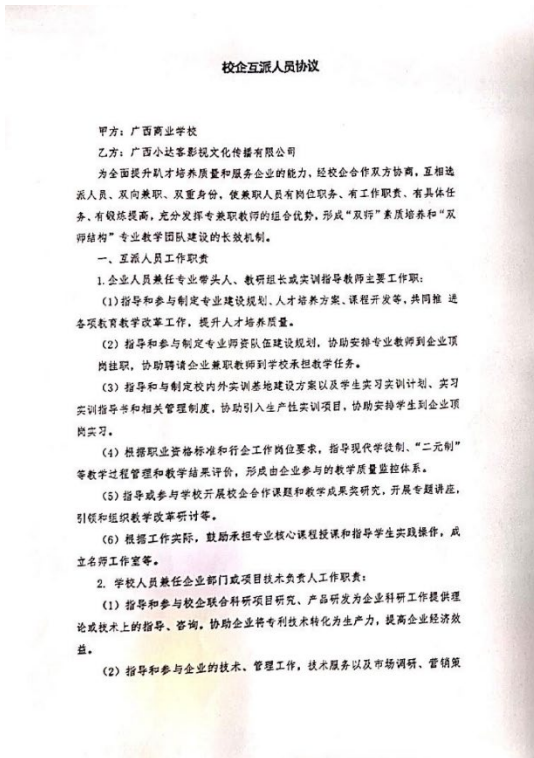 校企互派人员协议
甲方：广西商业学校
乙方：广西小达客影视文化传播有限公司
为全面提升趴才培养质量和服务企业的能力，经校企合作双方协商，互相选
派人员、双向兼职、双重身份，使兼职人员有岗位职务、有工作职责、有具体任
务、有锻炼提高，充分发挥专兼职教师的组合优势，形成“双师”素质培养和“双
师结构”专业教学团队建设的长效机制。
一、互派人员工作职责
1.企业人员兼任专业带头人、教研组长或实训指导教师主要工作职：
（1)指导和参与制定专业建设规划、人才培养方案、课程开发等，共同推 进
各项教育教学改革工作，提升人才培养质量。
（2）指导和参与制定专业师资队伍建设规划，协助安排专业教师到企业顶
岗挂职，协助聘请企业兼职教师到学校承担教学任务。
（3）指导和与制定校内外实训基地建设方案以及学生实习实训计划、实习
实训指导书和相关管理制度，协助引入生产性实训项目，协助安排学生到企业顶
岗实习。
（4）根据职业资格标准和行企工作岗位要求，指导现代学徒制、“二元制”
等教学过程管理和教学结果评价，形成由企业参与的教学质量监控体系。
（5)指导或参与学校开展校企合作课题和教学成果奖研究，开展专题讲座，
引领和组织教学改革研讨等。
（6）根据工作实际，鼓励承担专业核心课程授课和指导学生实践操作，成
立名师工作室等。
2. 学校人员兼任企业部门或项目技术负责人工作职责：
（1）指导和参与校企联合科研项目研究、产品研发为企业科研工作提供理
论或技术上的指导、咨询。协助企业将专利技术转化为生产力，提高企业经济效
益。
（2）指导和参与企业的技术、管理工作，技术服务以及市场调研、营销策